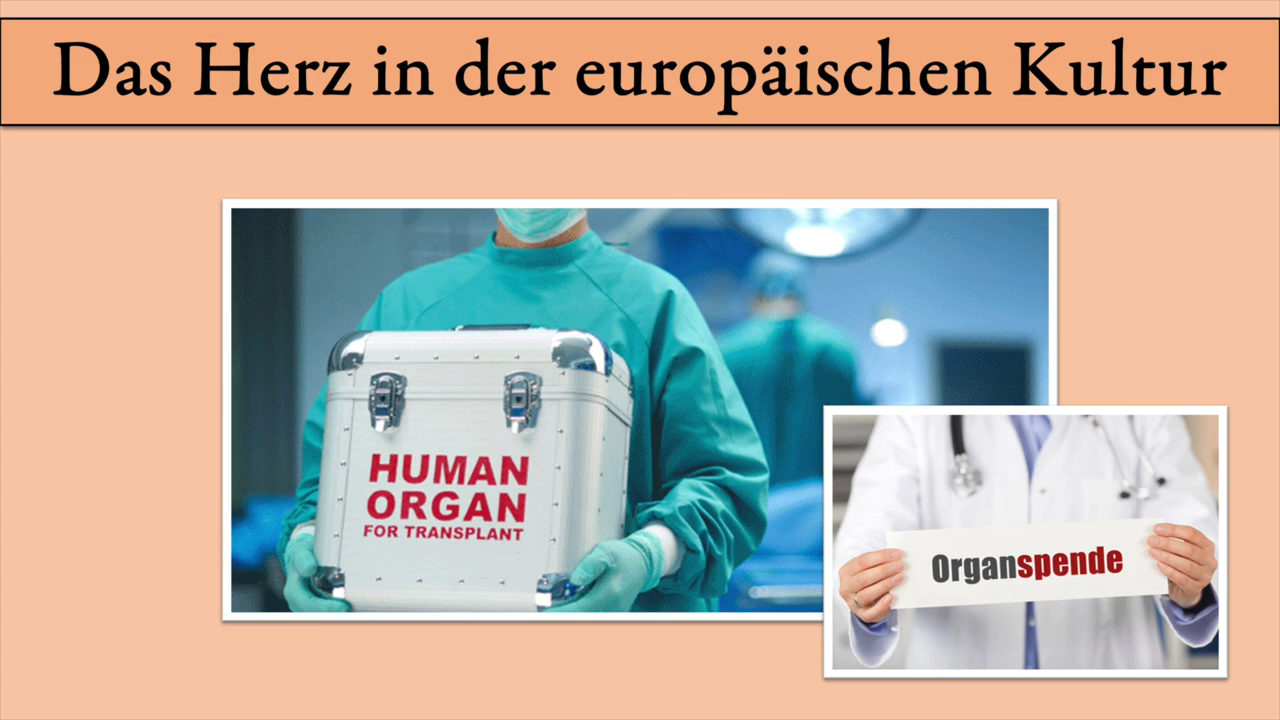 Das Herz in der europäischen Kultur
HUMAN
ORGAN
FOR TRANSPLANT
Organspende